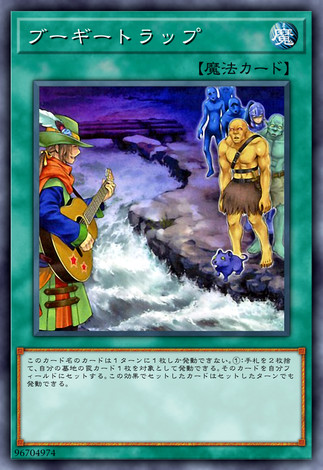 ブービートラップ
魔
【魔法カード】
このカード名のカードは1ターンに1枚しか発動できない。①:手札を2枚捨
て、自分の墓地の罠カード1枚を対象として発動できる。そのカードを自分フ
ィールドにセットする。この効果でセットしたカードはセットしたターンでも
発動できる。
96704974